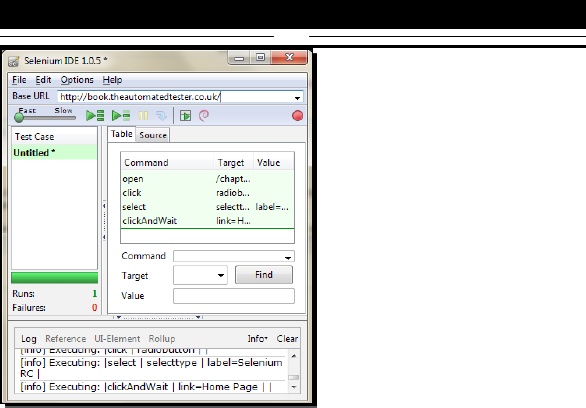 Selenium IDE 1.0.5 *
File Edit Options Help
Base URL http://book.theautomatedtester.co.uk/
Fast Slow
Test Case
Untitled *
Runs: 1
Failures: 0
Table Source
Command Target Value
open /chapt...
click radiob...
select selectt... label=...
clickAndWait link=H...
Command
Target Find
Value
Log Reference UI-Element Rollup Info Clear
[info] Executing: |click | radiobutton | |
[info] Executing: |select | selecttype | label=Selenium
RC |
[info] Executing: |clickAndWait | link=Home Page | |